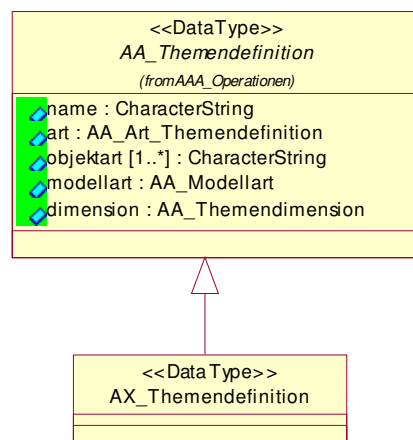 <<DataType>>
AA_Themendefinition
(fromAAA_Operationen)
name : CharacterString
art : AA_Art_Themendefinition
objektart [1..*] : CharacterString
modellart : AA_Modellart
dimension : AA_Themendimension
<<DataType>>
AX_Themendefinition